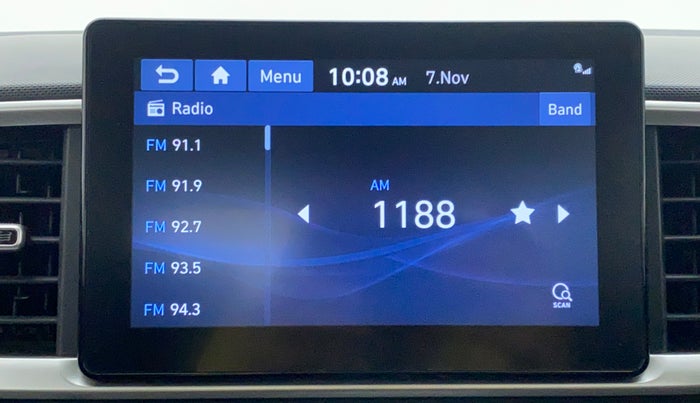 Menu 10:08 AM 7.Nov
Radio Band
FM 91.1
FM 91.9
FM 92.7
FM 93.5
FM 94.3
AM
1188
SCAN